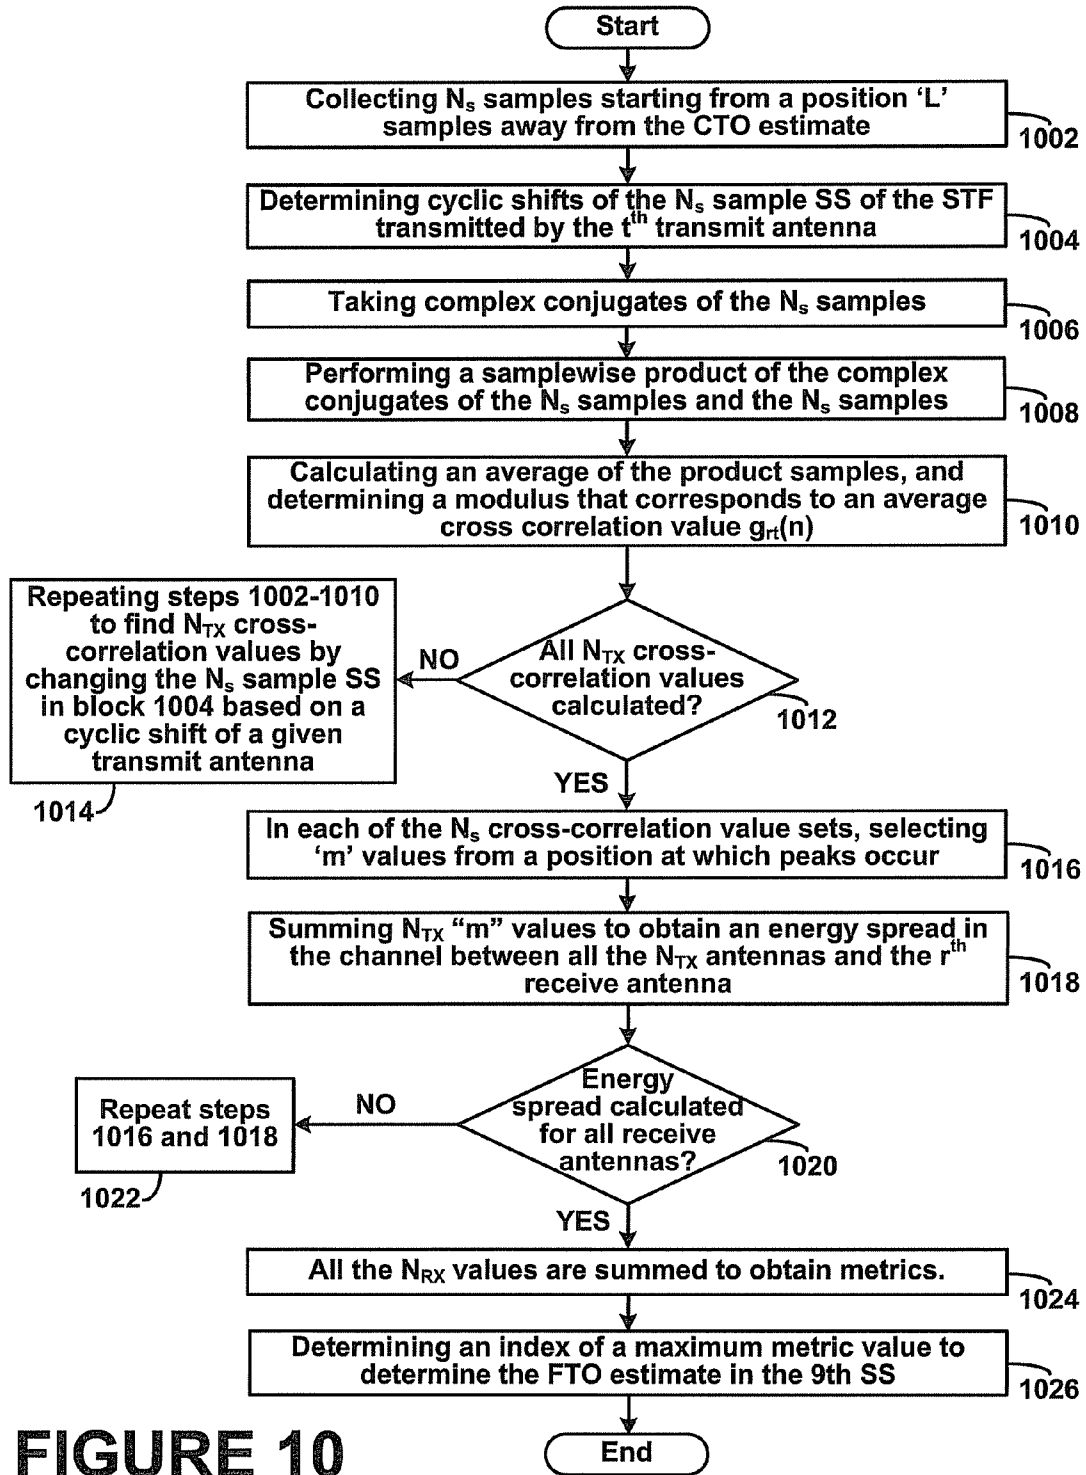 Start
Collecting Ns samples starting from a position ‘L’
samples away from the CTO estimate
1002
Determining cyclic shifts of the Ns sample SS of the STF
transmitted by the tth transmit antenna
1004
Taking complex conjugates of the Ns samples
1006
Performing a samplewise product of the complex
conjugates of the Ns samples and the Ns samples
1008
Calculating an average of the product samples, and
determining a modulus that corresponds to an average
cross correlation value grt(n)
1010
Repeating steps 1002-1010
to find NTX cross-
correlation values by
changing the Ns sample SS
in block 1004 based on a
cyclic shift of a given
transmit antenna
1014
NO
All NTX cross-
correlation values
calculated?
1012
YES
In each of the Ns cross-correlation value sets, selecting
‘m’ values from a position at which peaks occur
1016
Summing NTX “m” values to obtain an energy spread in
the channel between all the NTX antennas and the rth
receive antenna
1018
Repeat steps
1016 and 1018
1022
NO
Energy
spread calculated
for all receive
antennas?
1020
YES
All the NRX values are summed to obtain metrics.
1024
Determining an index of a maximum metric value to
determine the FTO estimate in the 9th SS
1026
End
FIGURE 10